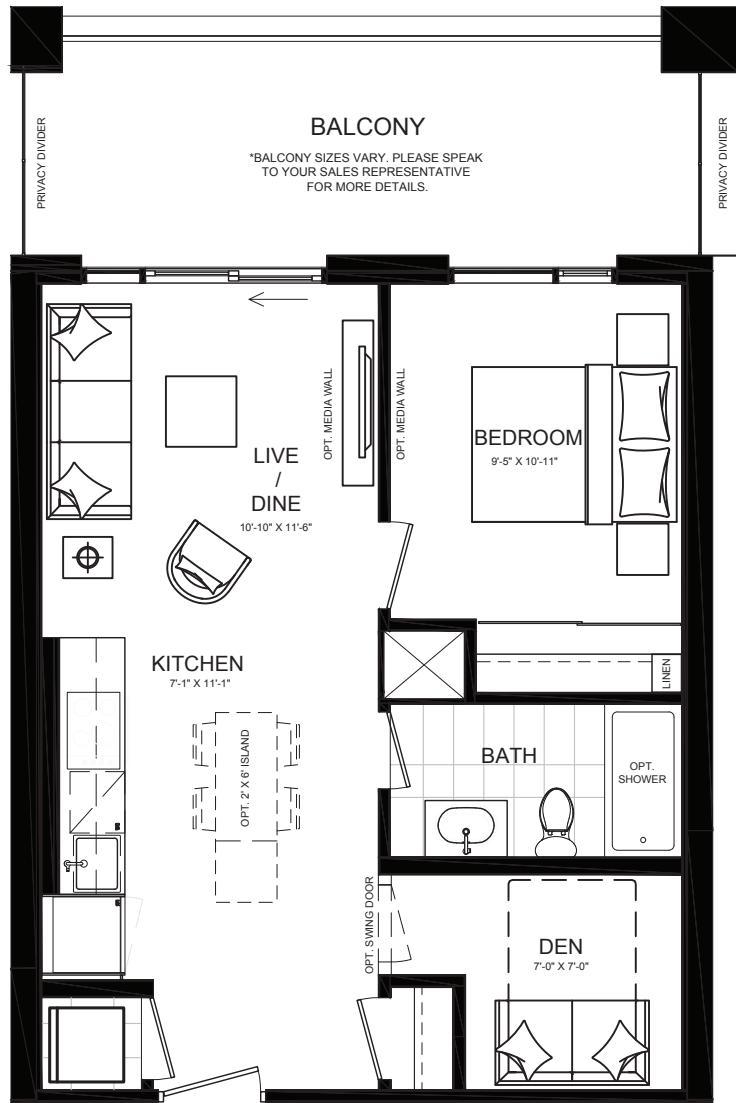 BALCONY
*BALCONY SIZES VARY. PLEASE SPEAK
TO YOUR SALES REPRESENTATIVE
FOR MORE DETAILS.
PRIVACY DIVIDER
PRIVACY DIVIDER
OPT. MEDIA WALL
OPT. MEDIA WALL
LIVE
/
DINE
10'-10" X 11'-6"
BEDROOM
9'-5" X 10'-11"
KITCHEN
7'-1" X 11'-1"
LINEN
OPT. 2' X 6' ISLAND
BATH
OPT.
SHOWER
OPT. SWING DOOR
DEN
7'-0" X 7'-0"